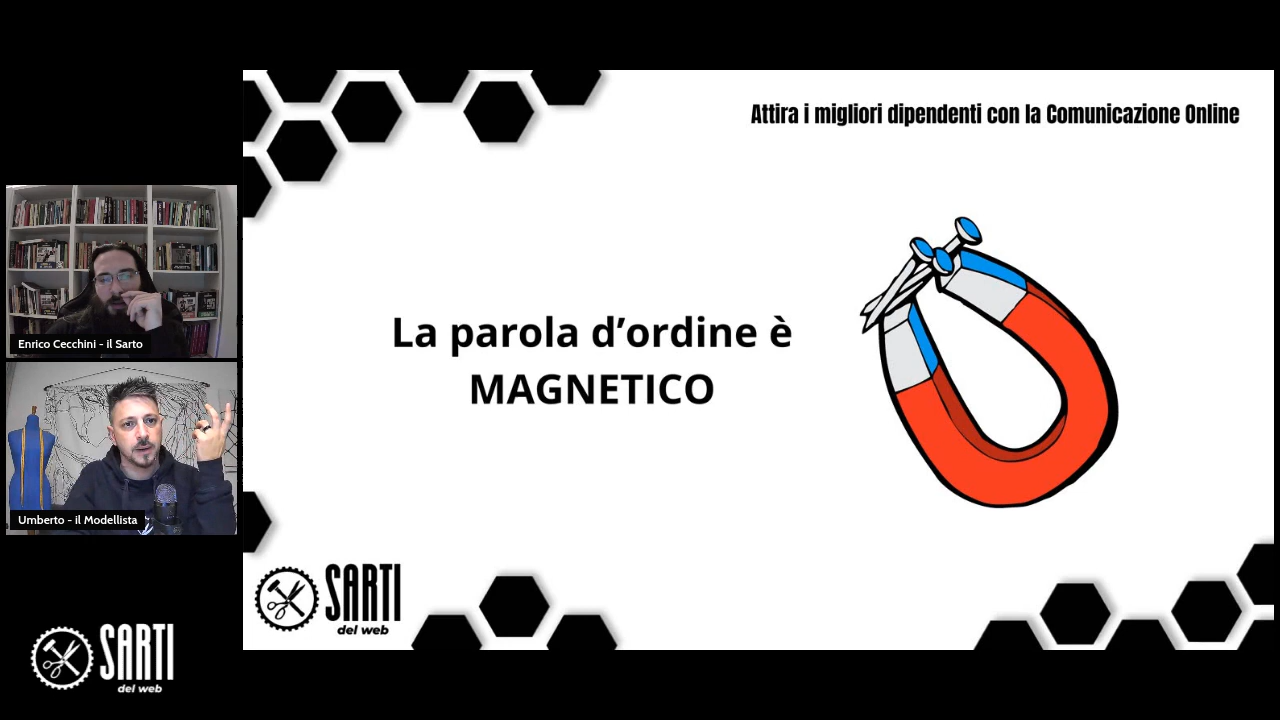 Attira i migliori dipendenti con la Comunicazione Online
La parola d'ordine è
MAGNETICO
Enrico Cecchini - il Sarto
Umberto - il Modellista
SARTI
del web
SARTI
del web